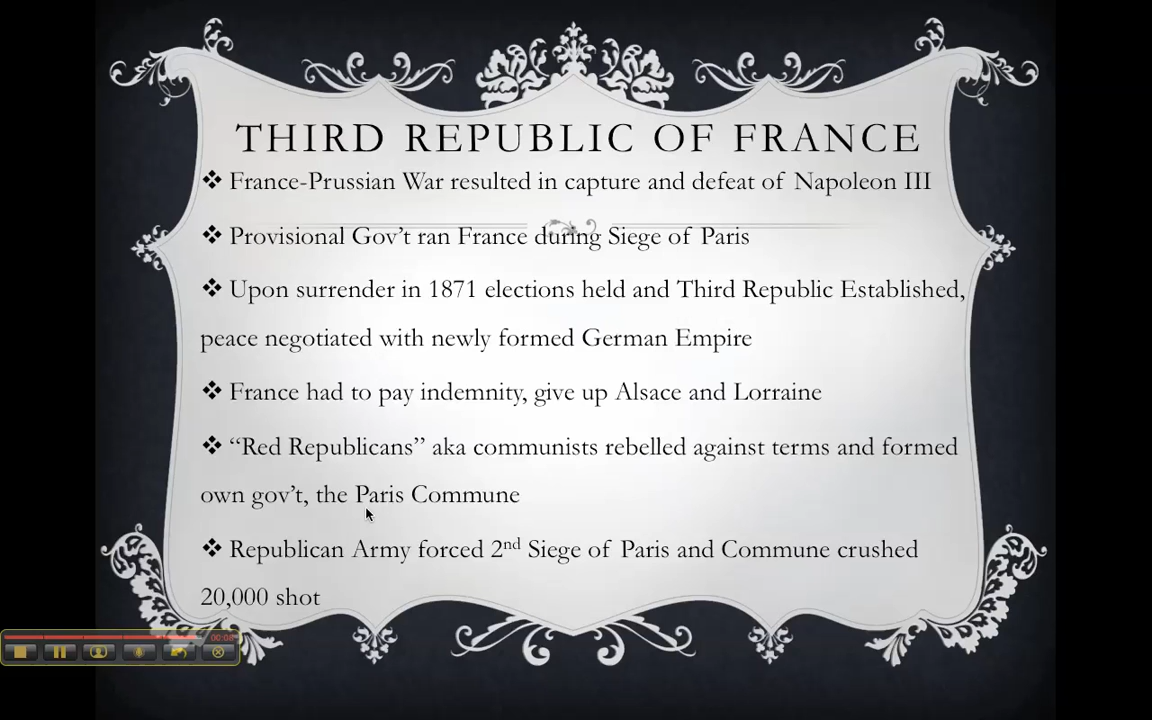 THIRD REPUBLIC OF FRANCE
❖ France-Prussian War resulted in capture and defeat of Napoleon III
❖ Provisional Gov't ran France during Siege of Paris
❖ Upon surrender in 1871 elections held and Third Republic Established,
peace negotiated with newly formed German Empire
❖ France had to pay indemnity, give up Alsace and Lorraine
❖ “Red Republicans” aka communists rebelled against terms and formed
own gov't, the Paris Commune
❖ Republican Army forced 2nd Siege of Paris and Commune crushed
20,000 shot
00:08